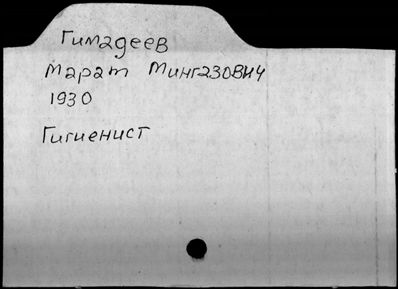 Гимадеев
Марат Мингазович
1930
Гигиенист